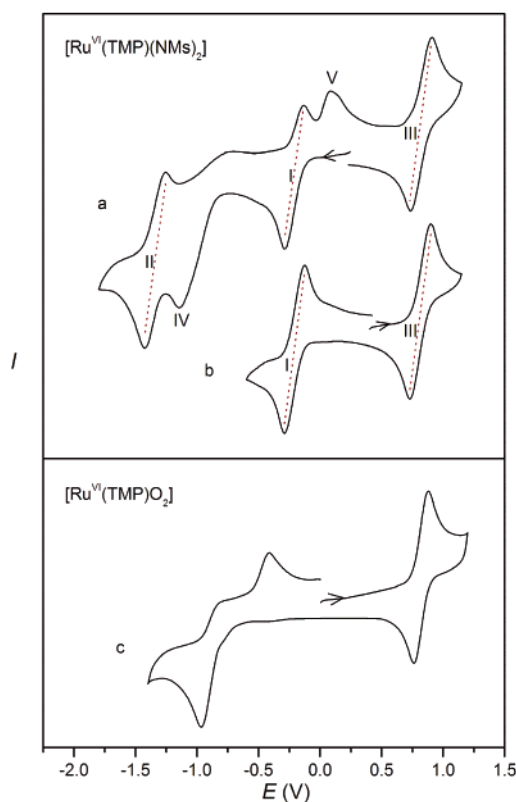 [Ru^VI(TMP)(NMs)₂]
V
III
I
a
II
IV
III
I
b
I
[Ru^VI(TMP)O₂]
c
-2.0 -1.5 -1.0 -0.5 0.0 0.5 1.0 1.5
E (V)